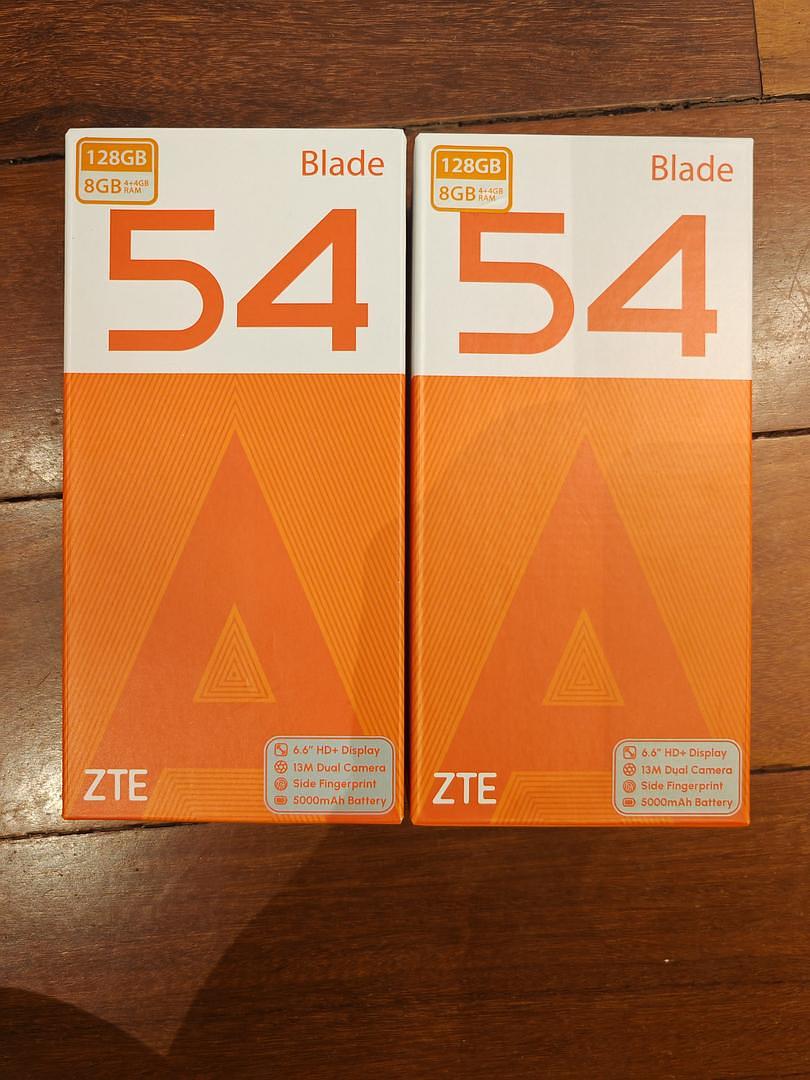 128GB
8GB 4+4GB RAM
Blade
54
A
ZTE
6.6" HD+ Display
13M Dual Camera
Side Fingerprint
5000mAh Battery
128GB
8GB 4+4GB RAM
Blade
54
A
ZTE
6.6" HD+ Display
13M Dual Camera
Side Fingerprint
5000mAh Battery